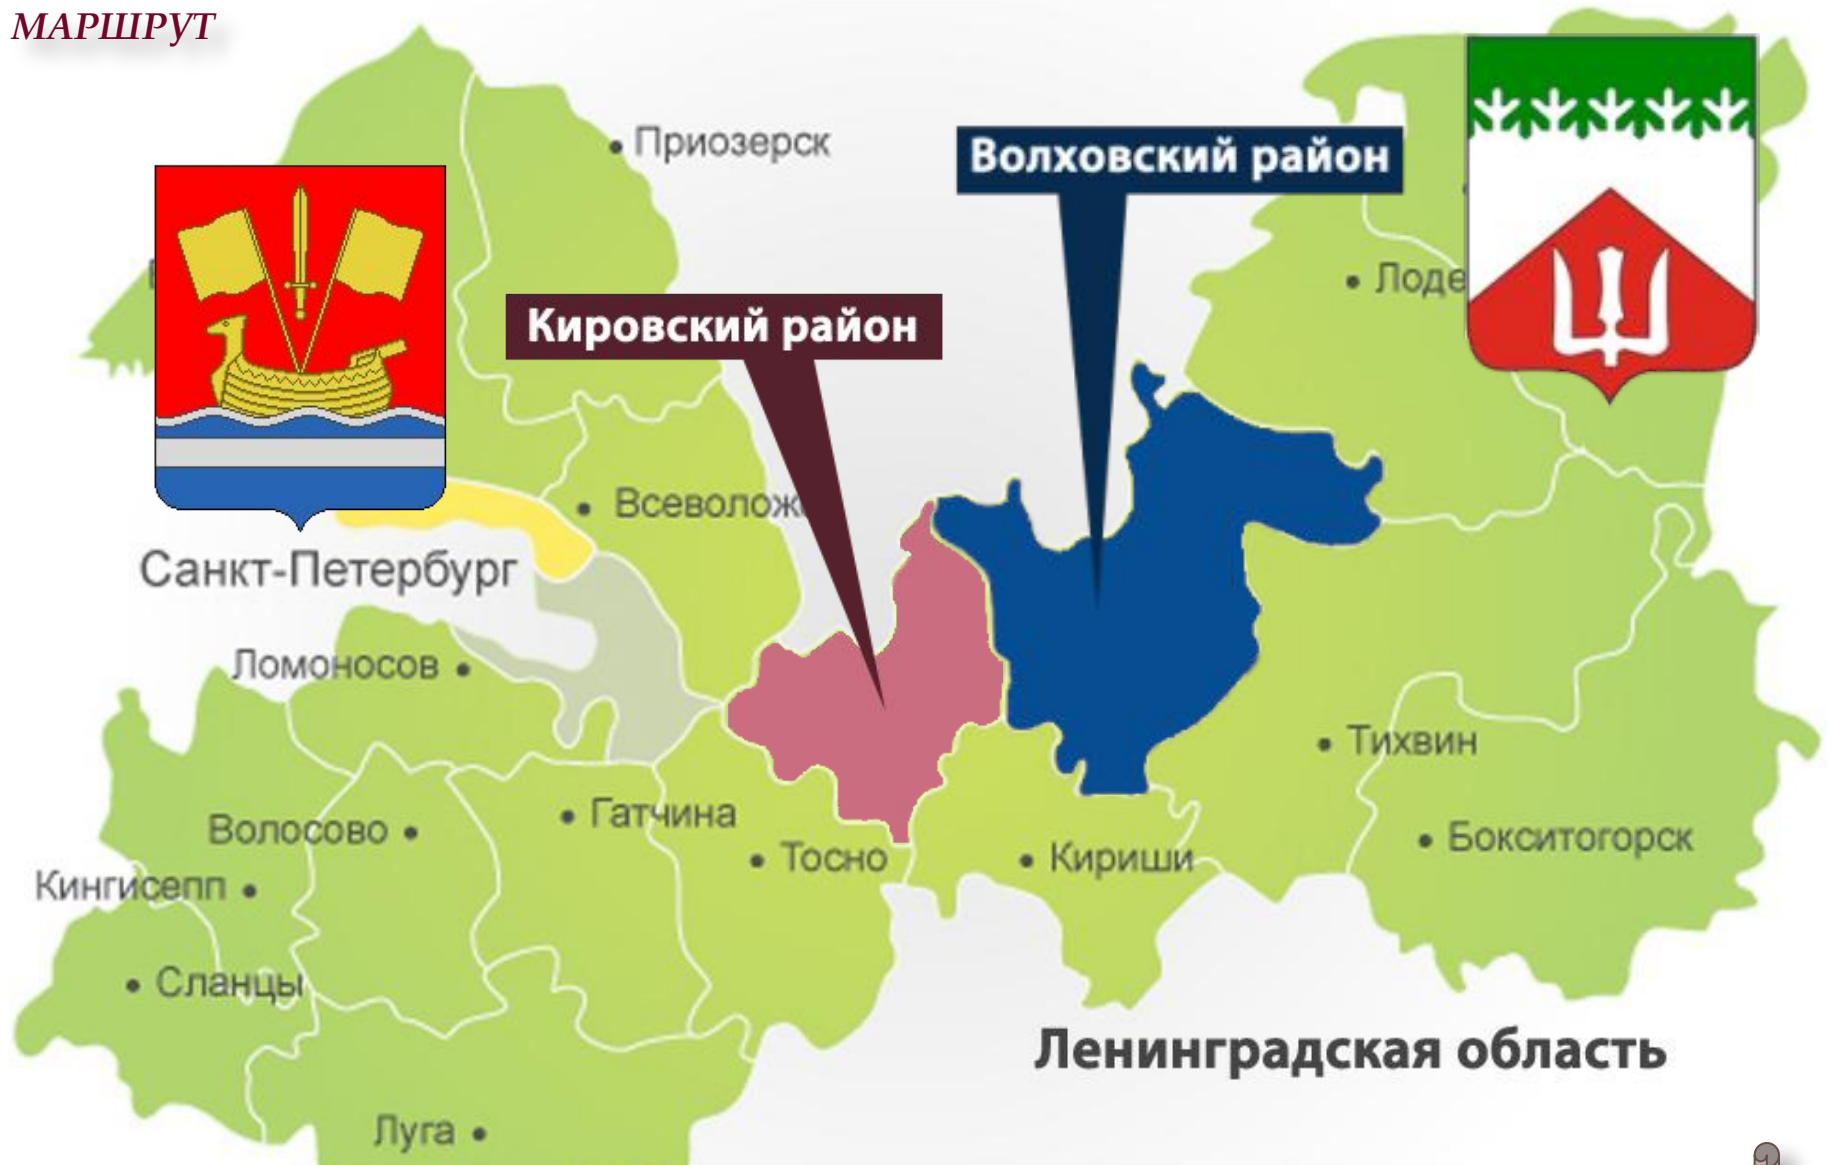 МАРШРУТ
Приозерск
Волховский район
Лоде
Кировский район
Всеволож
Санкт-Петербург
Ломоносов
Тихвин
Гатчина
Волосово
Бокситогорск
Тосно
Кириши
Кингисепп
Сланцы
Ленинградская область
Луга